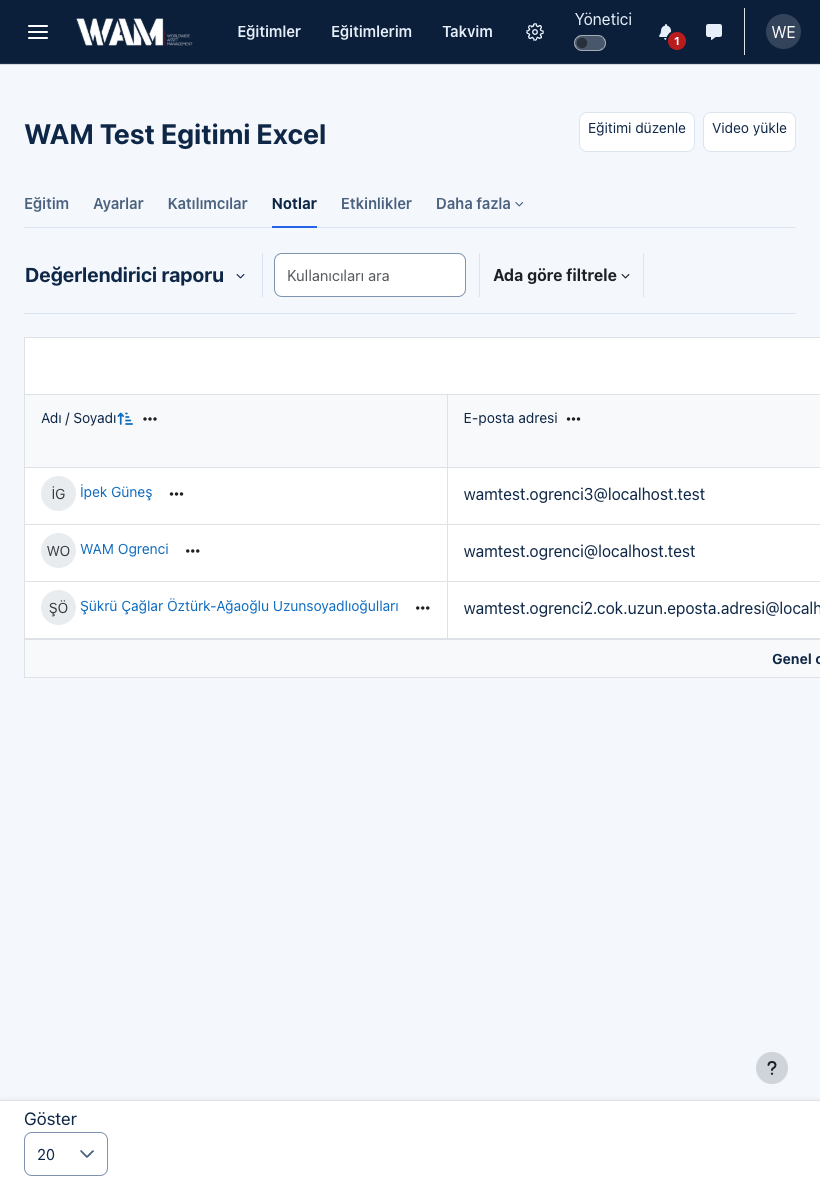 WAM
Eğitimler
Eğitimlerim
Takvim
Yönetici
1
WE
WAM Test Egitimi Excel
Eğitimi düzenle
Video yükle
Eğitim
Ayarlar
Katılımcılar
Notlar
Etkinlikler
Daha fazla
Değerlendirici raporu
Kullanıcıları ara
Ada göre filtrele
Adı / Soyadı
E-posta adresi
İG İpek Güneş
wamtest.ogrenci3@localhost.test
WO WAM Ogrenci
wamtest.ogrenci@localhost.test
ŞÖ Şükrü Çağlar Öztürk-Ağaoğlu Uzunsoyadlıoğulları
wamtest.ogrenci2.cok.uzun.eposta.adresi@localh
Genel o
?
Göster
20